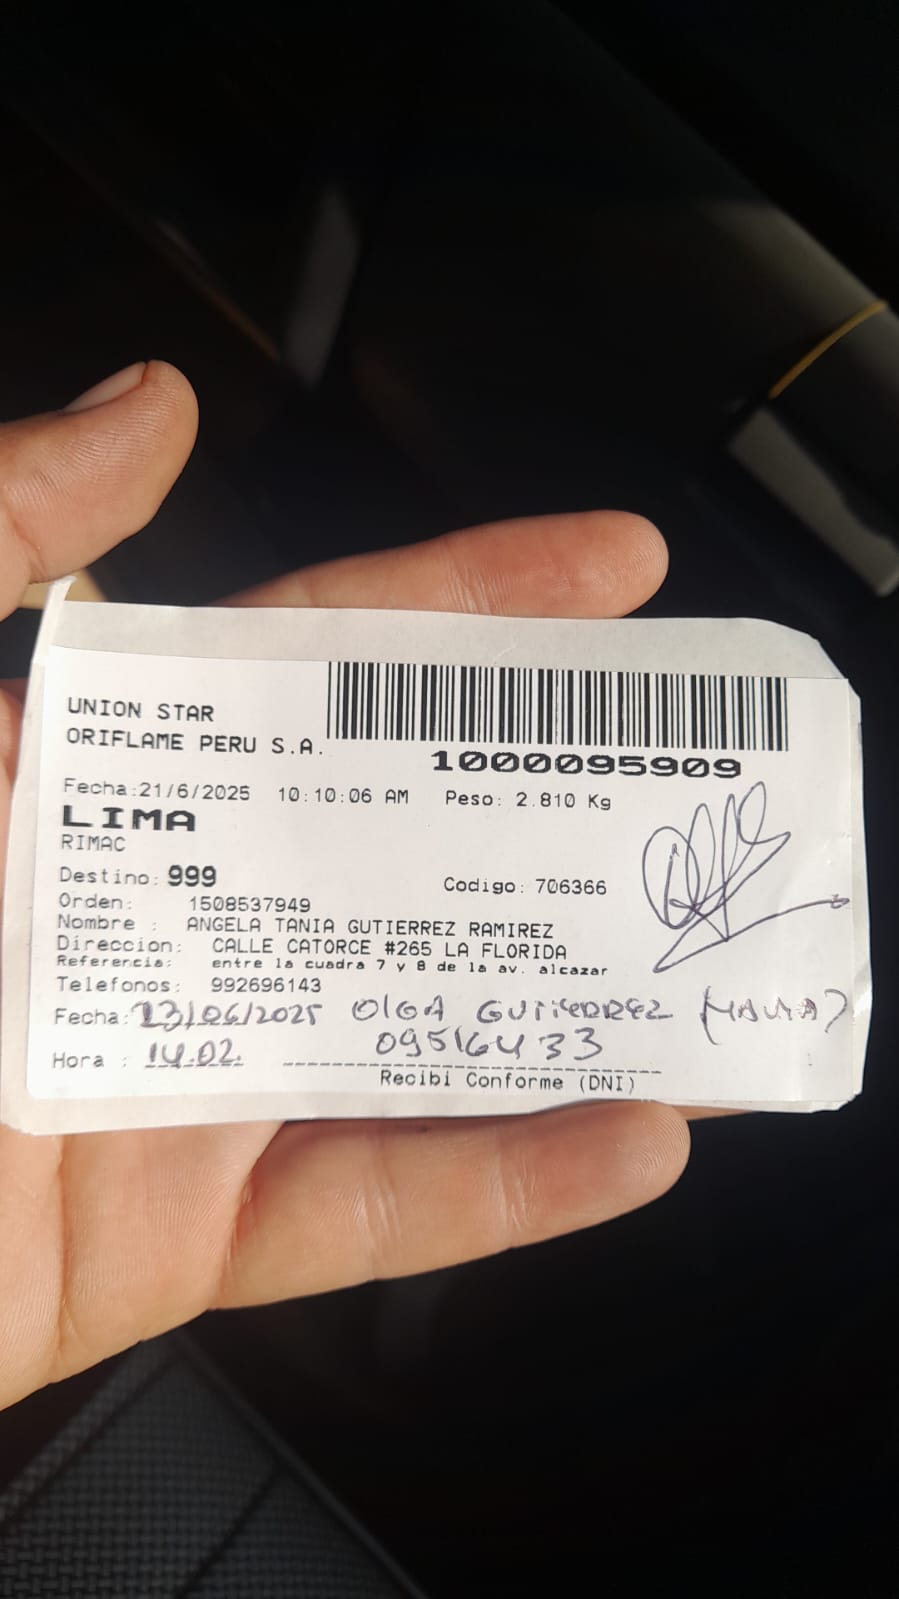 UNION STAR
ORIFLAME PERU S.A.
1000095909
Fecha:21/6/2025 10:10:06 AM Peso: 2.810 Kg
LIMA
RIMAC
Destino: 999 Codigo: 706366
Orden: 1508537949
Nombre : ANGELA TANIA GUTIERREZ RAMIREZ
Direccion: CALLE CATORCE #265 LA FLORIDA
Referencia: entre la cuadra 7 y 8 de la av. alcazar
Telefonos: 992696143
Fecha: 23/06/2025 OlGA GUTIERREZ
Hora : 14.02. 09516433
Recibi Conforme (DNI)